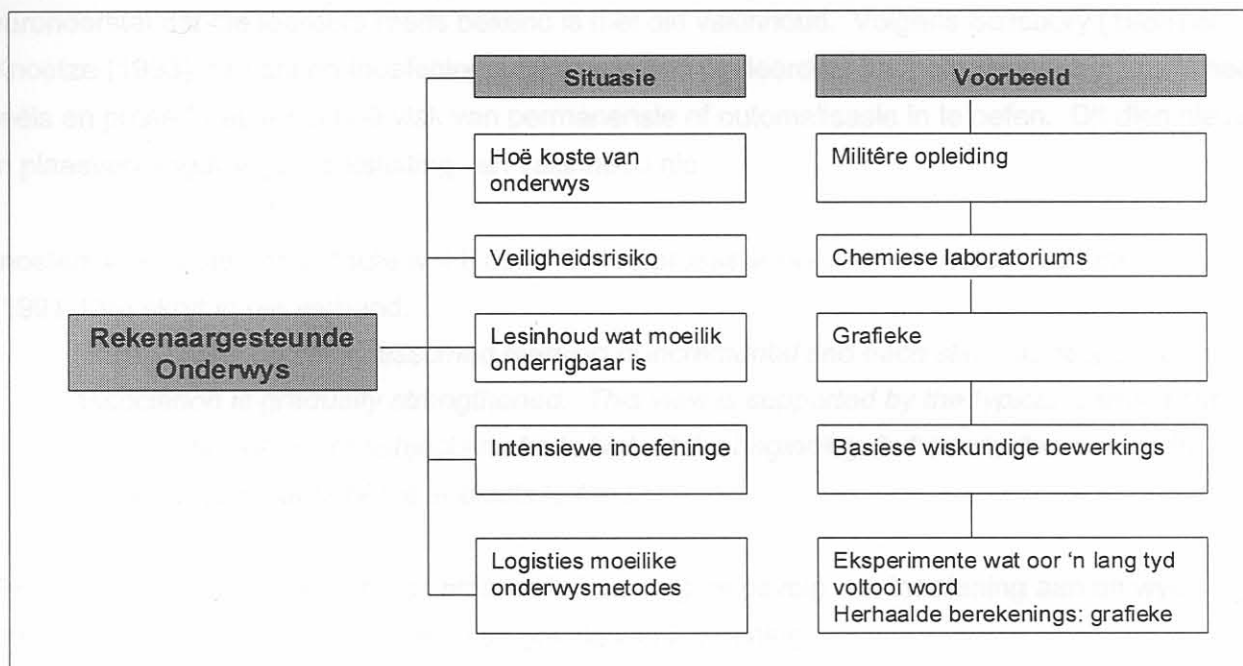 Situasie
Voorbeeld
Hoë koste van
onderwys
Militêre opleiding
Veiligheidsrisiko
Chemiese laboratoriums
Rekenaargesteunde
Onderwys
Lesinhoud wat moeilik
onderrigbaar is
Grafieke
Intensiewe inoefeninge
Basiese wiskundige bewerkings
Logisties moeilike
onderwysmetodes
Eksperimente wat oor ‘n lang tyd
voltooi word
Herhaalde berekenings: grafieke